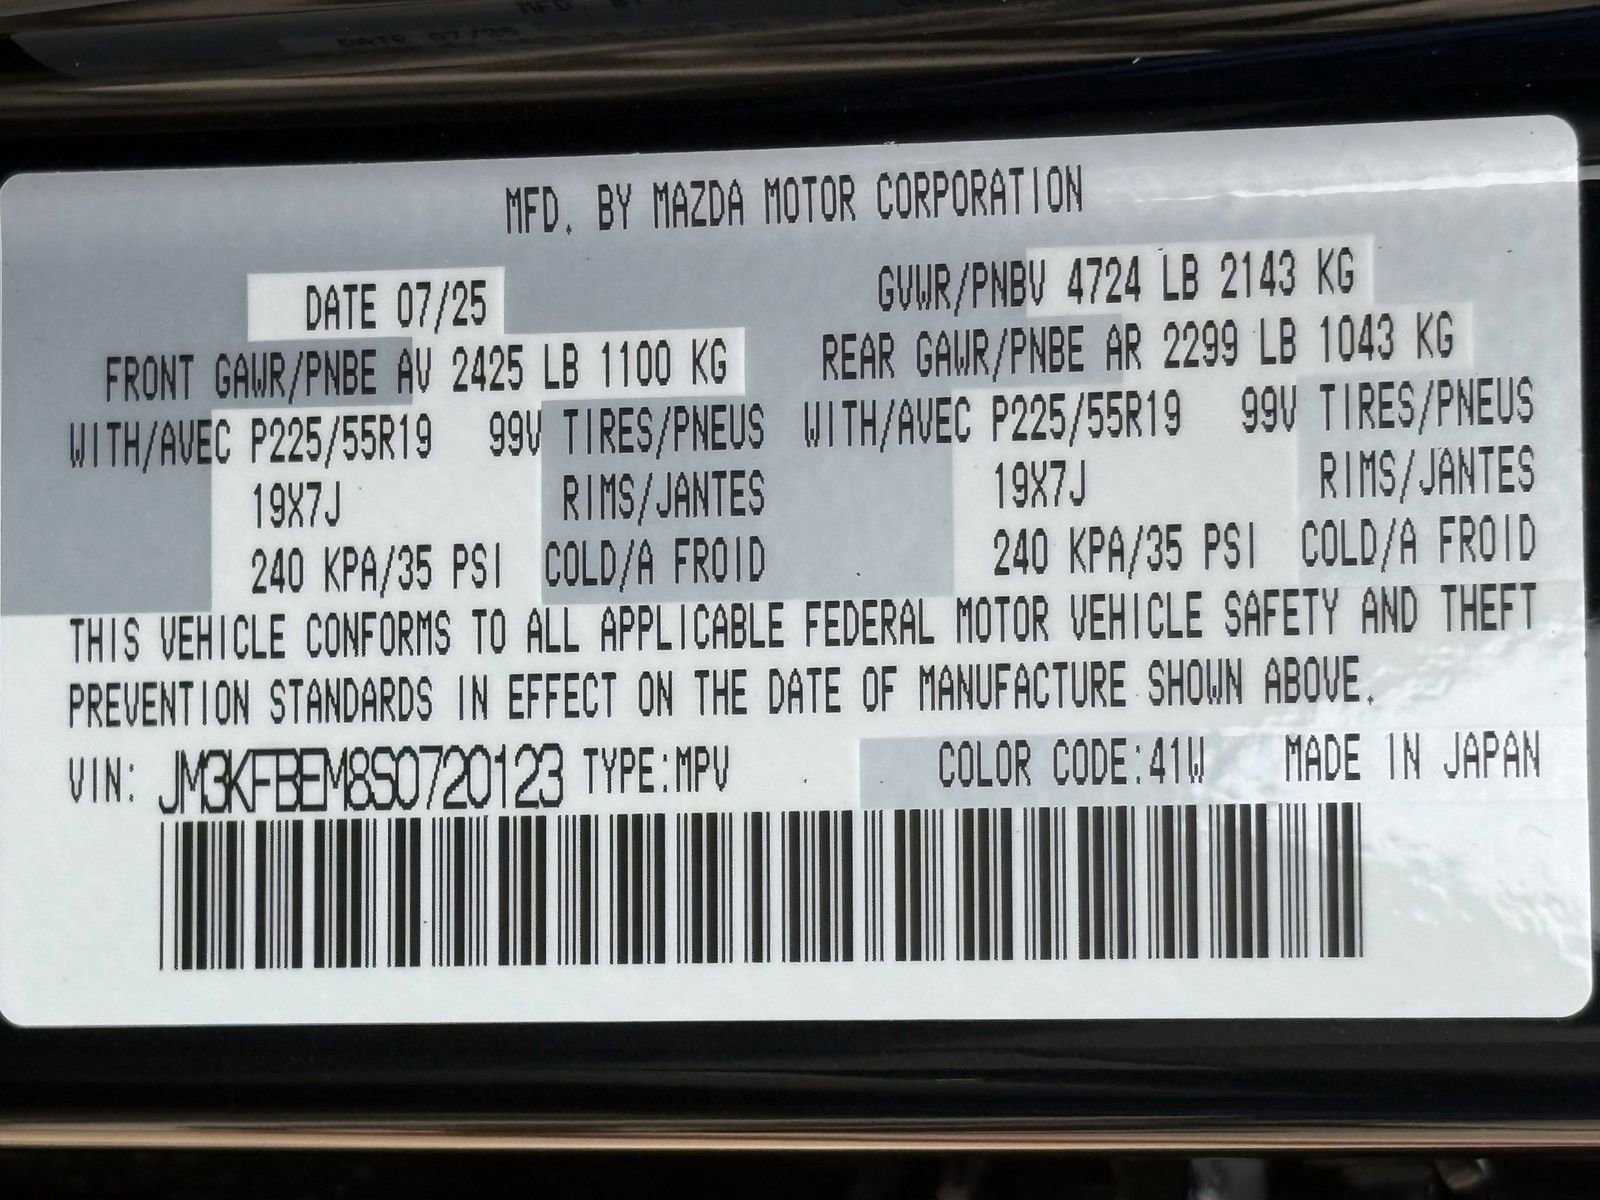 MFD. BY MAZDA MOTOR CORPORATION
DATE 07/25 GVWR/PNBV 4724 LB 2143 KG
FRONT GAWR/PNBE AV 2425 LB 1100 KG REAR GAWR/PNBE AR 2299 LB 1043 KG
WITH/AVEC P225/55R19 99V TIRES/PNEUS WITH/AVEC P225/55R19 99V TIRES/PNEUS
19X7J RIMS/JANTES 19X7J RIMS/JANTES
240 KPA/35 PSI COLD/A FROID 240 KPA/35 PSI COLD/A FROID
THIS VEHICLE CONFORMS TO ALL APPLICABLE FEDERAL MOTOR VEHICLE SAFETY AND THEFT
PREVENTION STANDARDS IN EFFECT ON THE DATE OF MANUFACTURE SHOWN ABOVE.
VIN: JM3KFBEM8S0720123 TYPE:MPV COLOR CODE:41W MADE IN JAPAN